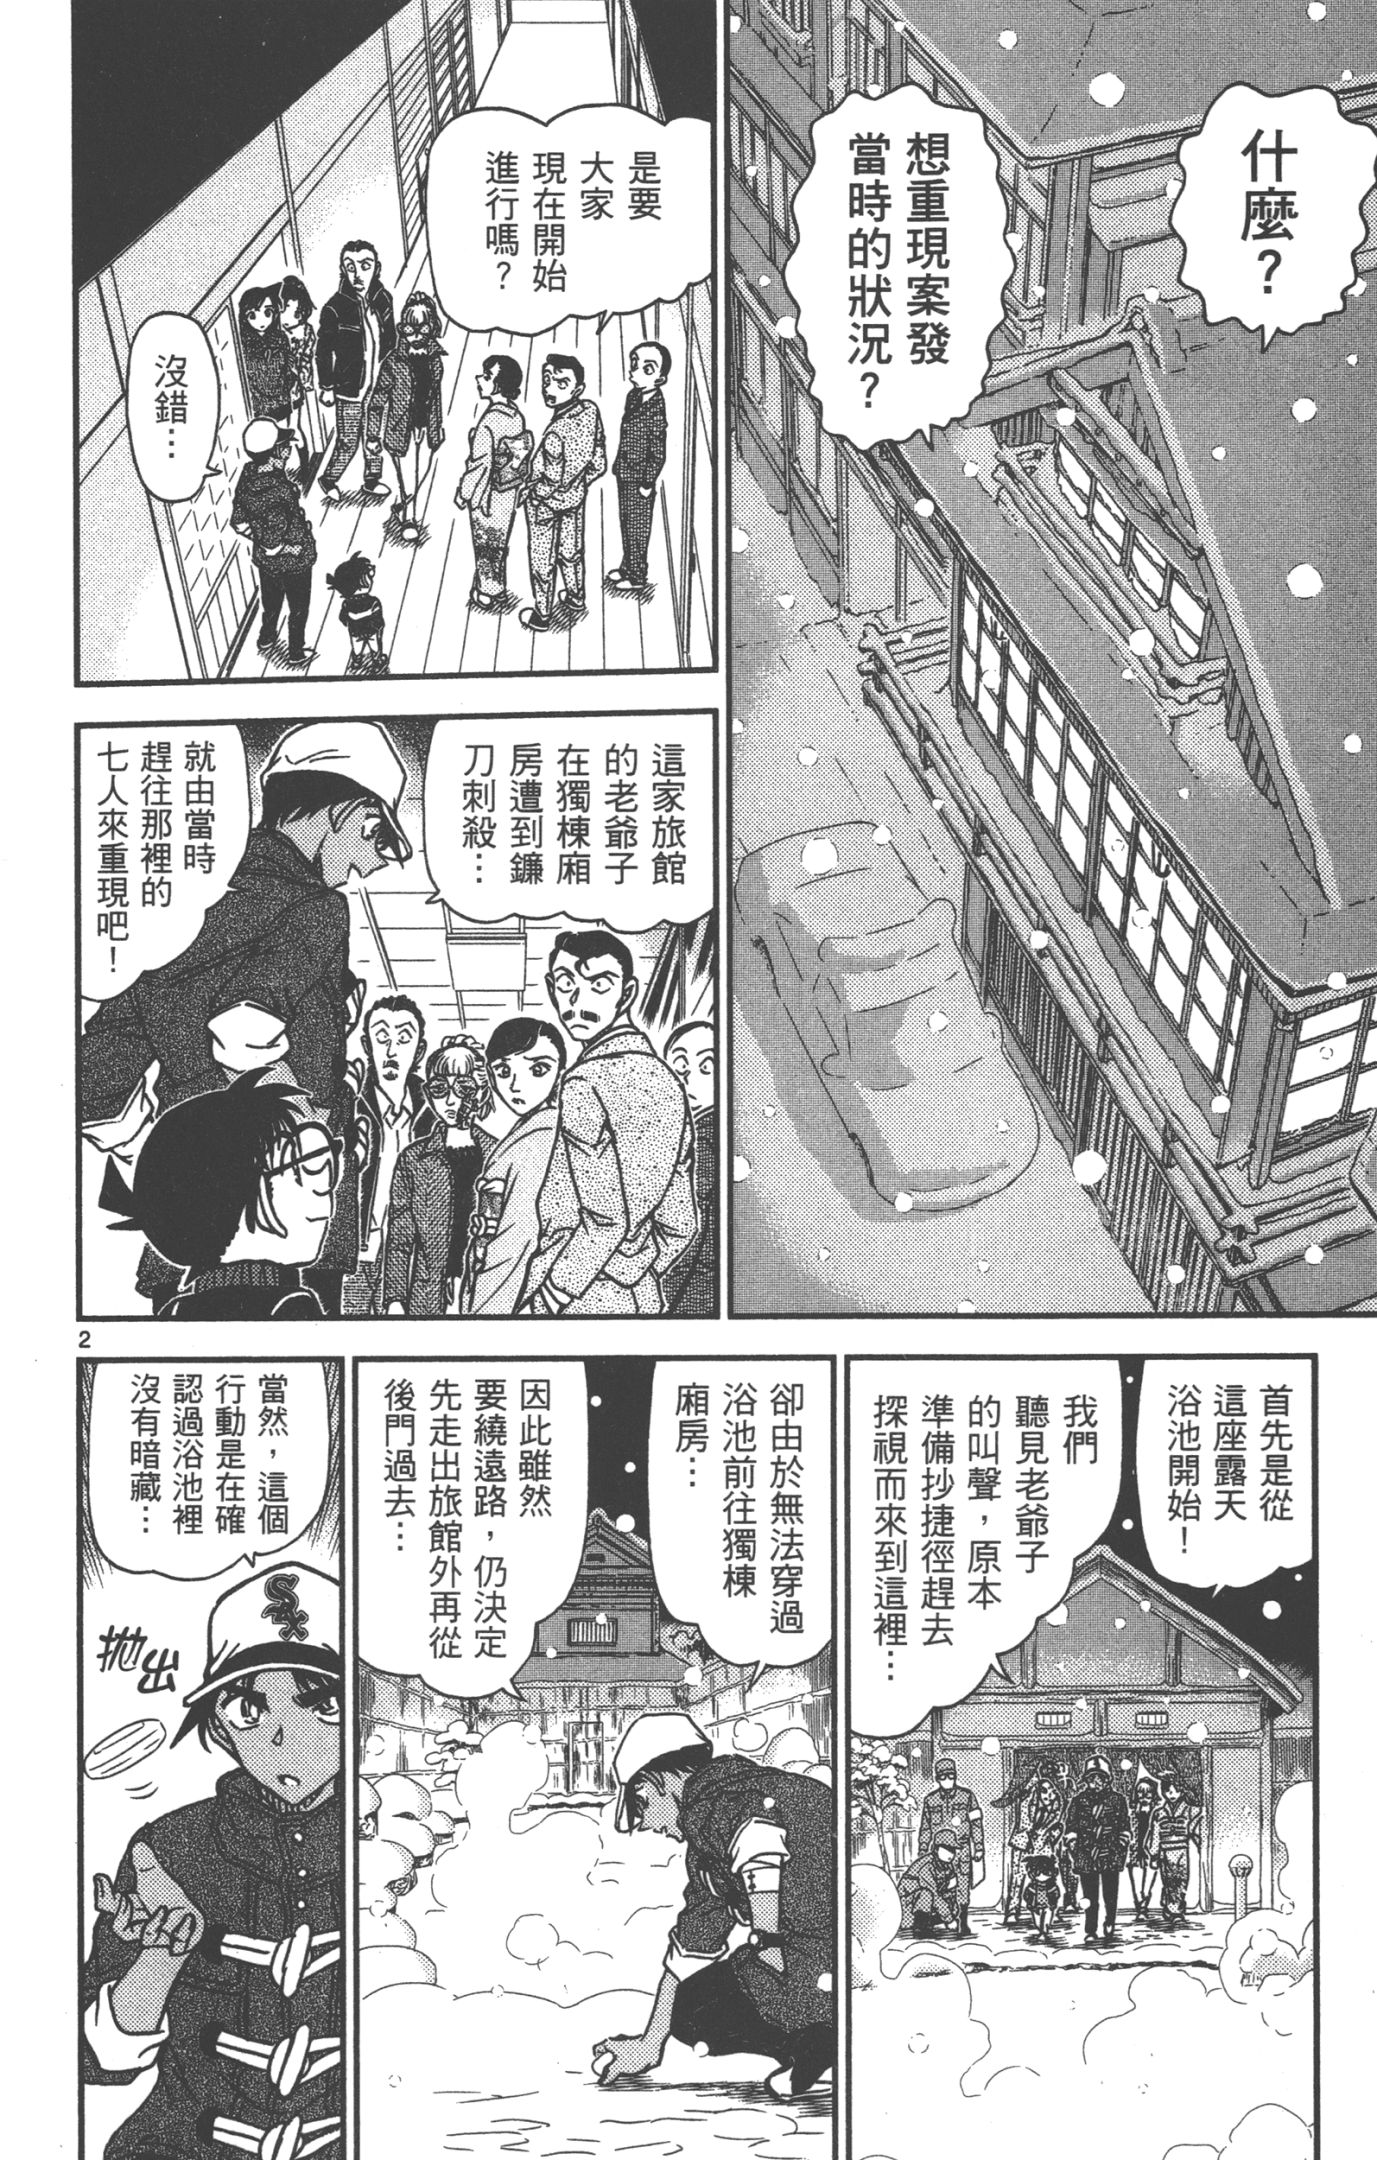 什麼？
想重現案發
當時的狀況？
是要
大家
現在開始
進行嗎？
沒錯…
這家旅館
的老爺子
在獨棟廂
房遭到鐮
刀刺殺…
就由當時
趕往那裡的
七人來重現吧！
2
首先是從
這座露天
浴池開始！
我們
聽見老爺子
的叫聲，原本
準備抄捷徑趕去
探視而來到這裡…
卻由於無法穿過
浴池前往獨棟
廂房…
因此雖然
要繞遠路，仍決定
先走出旅館外再從
後門過去…
當然，這個
行動是在確
認過浴池裡
沒有暗藏…
拋出
SAX